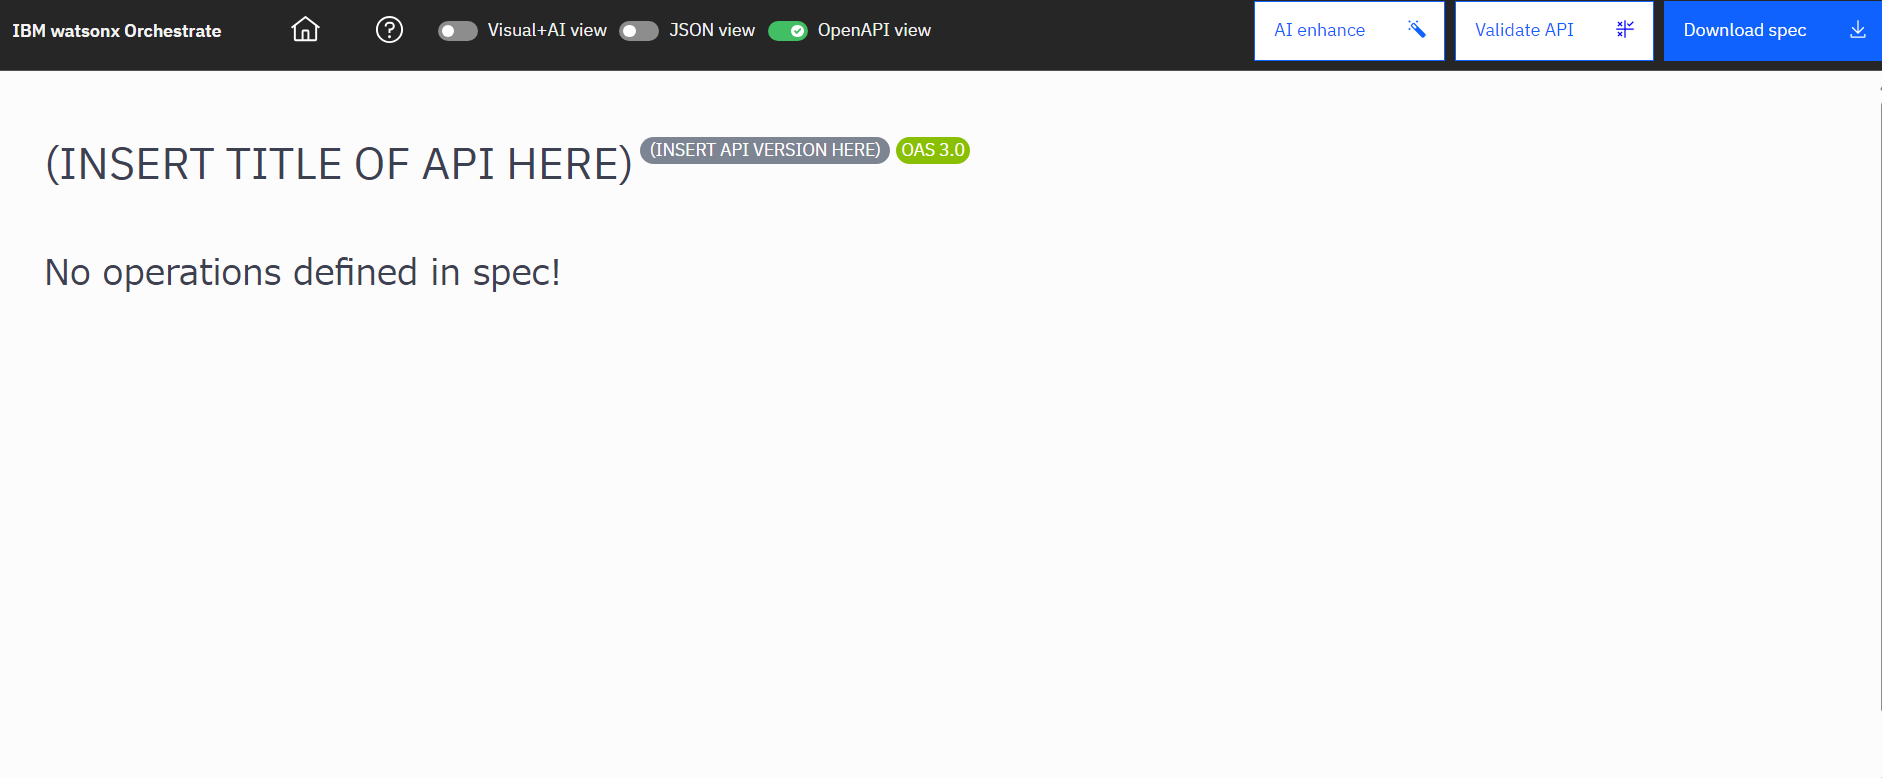 IBM watsonx Orchestrate Visual+AI view JSON view OpenAPI view AI enhance Validate API Download spec
(INSERT TITLE OF API HERE) (INSERT API VERSION HERE) OAS 3.0
No operations defined in spec!